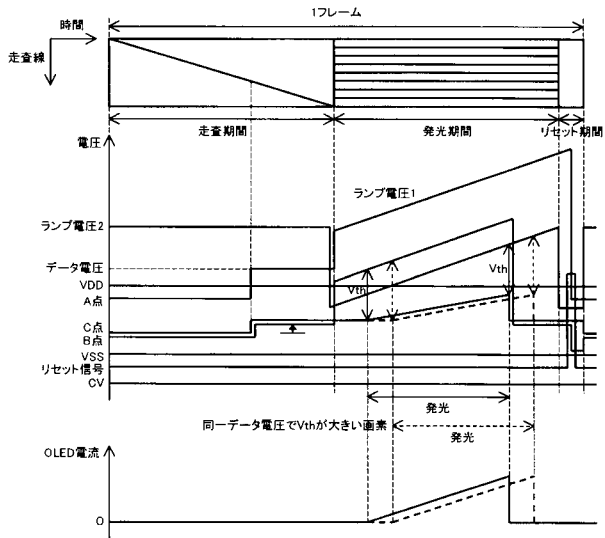 1フレーム
時間
走査線
走査期間
発光期間
リセット期間
電圧
ランプ電圧1
ランプ電圧2
データ電圧
VDD
A点
Vth
Vth
C点
B点
VSS
リセット信号
CV
発光
同一データ電圧でVthが大きい画素
発光
OLED電流
0